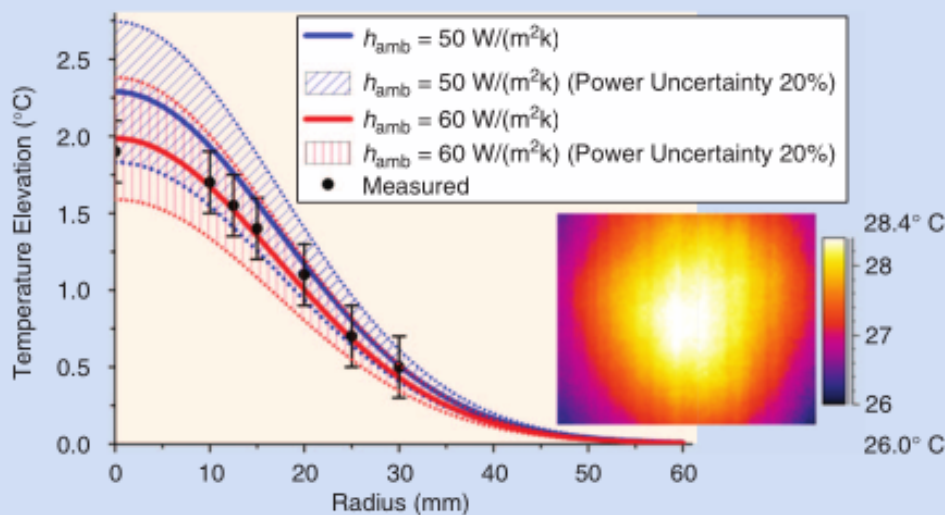 2.5
2.0
1.5
1.0
0.5
0.0
Temperature Elevation (°C)
0 10 20 30 40 50 60
Radius (mm)
h_amb = 50 W/(m²k)
h_amb = 50 W/(m²k) (Power Uncertainty 20%)
h_amb = 60 W/(m²k)
h_amb = 60 W/(m²k) (Power Uncertainty 20%)
Measured
28.4° C
28
27
26
26.0° C